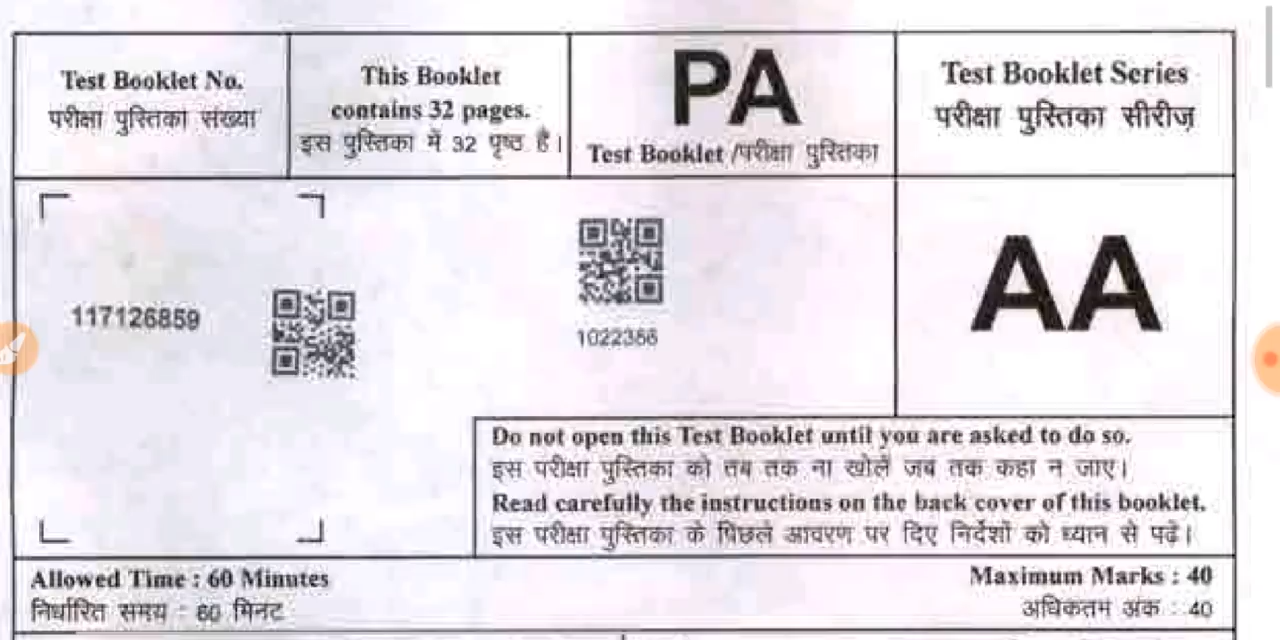 Test Booklet No.
परीक्षा पुस्तिका संख्या
This Booklet
contains 32 pages.
इस पुस्तिका में 32 पृष्ठ हैं।
PA
Test Booklet /परीक्षा पुस्तिका
Test Booklet Series
परीक्षा पुस्तिका सीरीज़
117126859
1022366
AA
Do not open this Test Booklet until you are asked to do so.
इस परीक्षा पुस्तिका को तब तक ना खोलें जब तक कहा न जाए।
Read carefully the instructions on the back cover of this booklet.
इस परीक्षा पुस्तिका के पिछले आवरण पर दिए निर्देशों को ध्यान से पढ़ें।
Allowed Time : 60 Minutes
निर्धारित समय : 60 मिनट
Maximum Marks : 40
अधिकतम अंक : 40